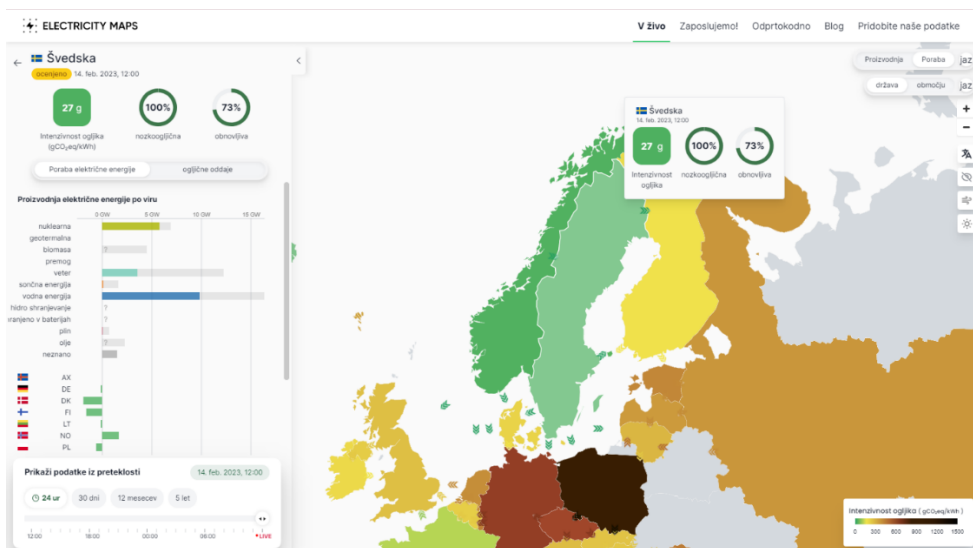 ELECTRICITY MAPS
V živo Zaposlujemo! Odprtokodno Blog Pridobite naše podatke
Švedska
ocenjeno 14. feb. 2023, 12:00
27 g 100% 73%
Intenzivnost ogljika (gCO₂eq/kWh) nozkoogljična obnovljiva
Poraba električne energije ogljične oddaje
Proizvodnja električne energije po viru
0 GW 5 GW 10 GW 15 GW
nuklearna
geotermalna
biomasa ?
premog
veter
sončna energija
vodna energija
hidro shranjevanje ?
ranjeno v baterijah ?
plin
olje ?
neznano
AX
DE
DK
FI
LT
NO
PL
Prikaži podatke iz preteklosti 14. feb. 2023, 12:00
24 ur 30 dni 12 mesecev 5 let
12:00 18:00 00:00 06:00 LIVE
Švedska
14. feb. 2023, 12:00
27 g 100% 73%
Intenzivnost ogljika nozkoogljična obnovljiva
Proizvodnja Poraba jaz
država območju jaz
Intenzivnost ogljika (gCO₂eq/kWh)
0 300 600 900 1200 1500